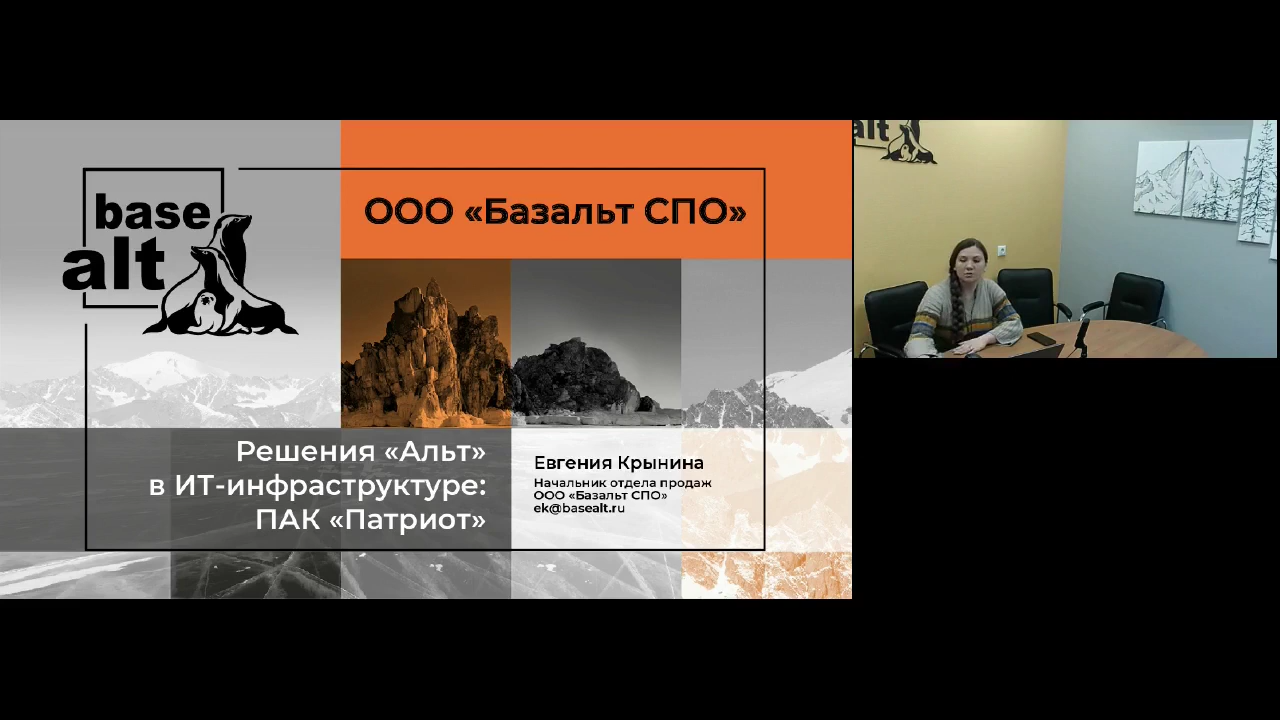 base
alt
ООО «Базальт СПО»
Решения «Альт»
в ИТ-инфраструктуре:
ПАК «Патриот»
Евгения Крынина
Начальник отдела продаж
ООО «Базальт СПО»
ek@basealt.ru
alt